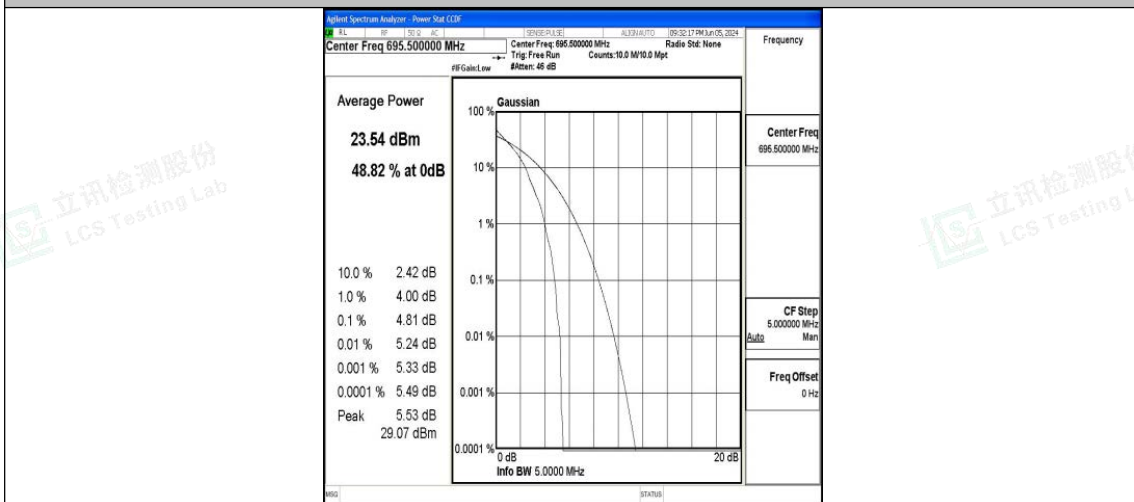 Agilent Spectrum Analyzer - Power Stat CCDF
RL RF 50 Ω AC SENSE:PULSE ALIGN AUTO 09:32:17 PM Jun 05, 2024
Center Freq 695.500000 MHz
Center Freq: 695.500000 MHz Radio Std: None
Trig: Free Run Counts:10.0 M/10.0 Mpt
#IFGain:Low #Atten: 46 dB
Frequency
Average Power
23.54 dBm
48.82 % at 0dB
10.0 % 2.42 dB
1.0 % 4.00 dB
0.1 % 4.81 dB
0.01 % 5.24 dB
0.001 % 5.33 dB
0.0001 % 5.49 dB
Peak 5.53 dB
29.07 dBm
Gaussian
100 %
10 %
1 %
0.1 %
0.01 %
0.001 %
0.0001 %
0 dB 20 dB
Info BW 5.0000 MHz
Center Freq
695.500000 MHz
CF Step
5.000000 MHz
Auto Man
Freq Offset
0 Hz
MSG STATUS
立讯检测股份
LCS Testing Lab
立讯检测股份
LCS Testing L